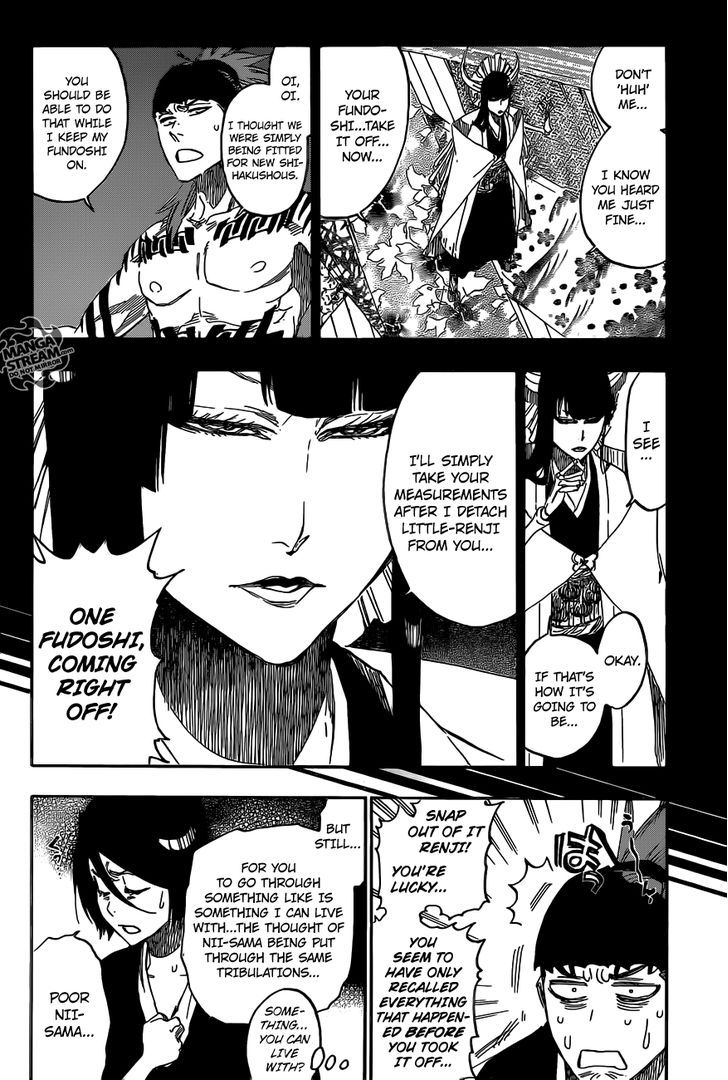 DON'T
'HUH'
ME...
I KNOW
YOU HEARD
ME JUST
FINE...
YOUR
FUNDO-
SHI...TAKE
IT OFF...
NOW...
OI,
OI.
I THOUGHT WE
WERE SIMPLY
BEING FITTED
FOR NEW SHI-
HAKUSHOUS.
YOU
SHOULD BE
ABLE TO DO
THAT WHILE
I KEEP MY
FUNDOSHI
ON.
MANGA
STREAM.com
DO NOT MIRROR
I
SEE...
OKAY.
IF THAT'S
HOW IT'S
GOING TO
BE...
I'LL SIMPLY
TAKE YOUR
MEASUREMENTS
AFTER I DETACH
LITTLE-RENJI
FROM YOU...
ONE
FUDOSHI,
COMING
RIGHT
OFF!
SNAP
OUT OF IT
RENJI!
YOU'RE
LUCKY...
YOU
SEEM TO
HAVE ONLY
RECALLED
EVERYTHING
THAT HAPPEN-
ED BEFORE
YOU TOOK
IT OFF...
BUT
STILL...
FOR YOU
TO GO THROUGH
SOMETHING LIKE IS
SOMETHING I CAN LIVE
WITH...THE THOUGHT OF
NII-SAMA BEING PUT
THROUGH THE SAME
TRIBULATIONS...
SOME-
THING...
YOU CAN
LIVE
WITH?
POOR
NII-
SAMA...